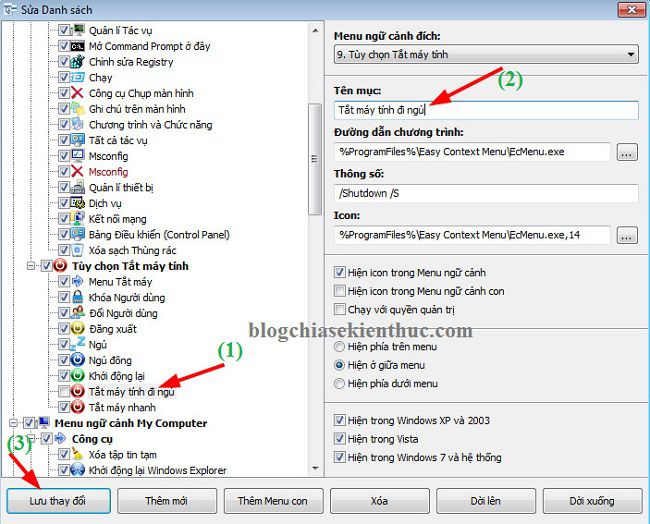 Sửa Danh sách
Quản lí Tác vụ
Mở Command Prompt ở đây
Chỉnh sửa Registry
Chạy
Công cụ Chụp màn hình
Ghi chú trên màn hình
Chương trình và Chức năng
Tất cả tác vụ
Msconfig
Msconfig
Quản lí thiết bị
Dịch vụ
Kết nối mạng
Bảng Điều khiển (Control Panel)
Xóa sạch Thùng rác
Tùy chọn Tắt máy tính
Menu Tắt máy
Khóa Người dùng
Đổi Người dùng
Đăng xuất
Ngủ
Ngủ đông
Khởi động lại
(1)
Tắt máy tính đi ngủ
Tắt máy nhanh
Menu ngữ cảnh My Computer
(3)
Công cụ
Xóa tập tin tạm
Khởi động lại Windows Explorer
Menu ngữ cảnh đích:
9. Tùy chọn Tắt máy tính
(2)
Tên mục:
Tắt máy tính đi ngủ
Đường dẫn chương trình:
%ProgramFiles%\Easy Context Menu\EcMenu.exe
...
Thông số:
/Shutdown /S
Icon:
%ProgramFiles%\Easy Context Menu\EcMenu.exe,14
...
Hiện icon trong Menu ngữ cảnh
Hiện icon trong Menu ngữ cảnh con
Chạy với quyền quản trị
blogchiasekienthuc.com
Hiện phía trên menu
Hiện ở giữa menu
Hiện phía dưới menu
Hiện trong Windows XP và 2003
Hiện trong Vista
Hiện trong Windows 7 và hệ thống
Lưu thay đổi
Thêm mới
Thêm Menu con
Xóa
Dời lên
Dời xuống